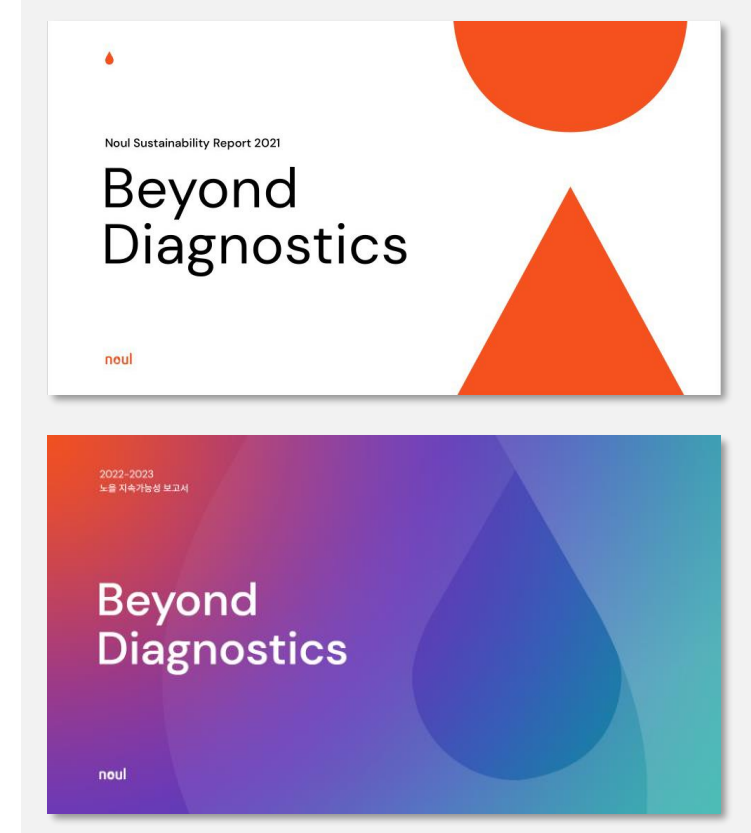 Noul Sustainability Report 2021
Beyond
Diagnostics
noul
2022-2023
노을 지속가능성 보고서
Beyond
Diagnostics
noul